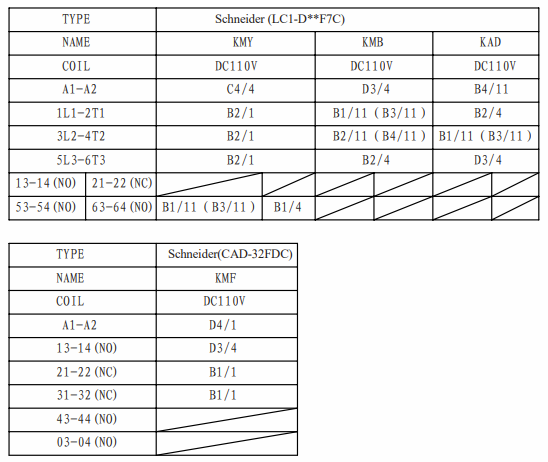 TYPE Schneider (LC1-D**F7C)
NAME KMY KMB KAD
COIL DC110V DC110V DC110V
A1-A2 C4/4 D3/4 B4/11
1L1-2T1 B2/1 B1/11 (B3/11) B2/4
3L2-4T2 B2/1 B2/11 (B4/11) B1/11 (B3/11)
5L3-6T3 B2/1 B2/4 D3/4
13-14(NO) 21-22(NC)
53-54(NO) 63-64(NO) B1/11 (B3/11) B1/4
TYPE Schneider(CAD-32FDC)
NAME KMF
COIL DC110V
A1-A2 D4/1
13-14(NO) D3/4
21-22(NC) B1/1
31-32(NC) B1/1
43-44(NO)
03-04(NO)